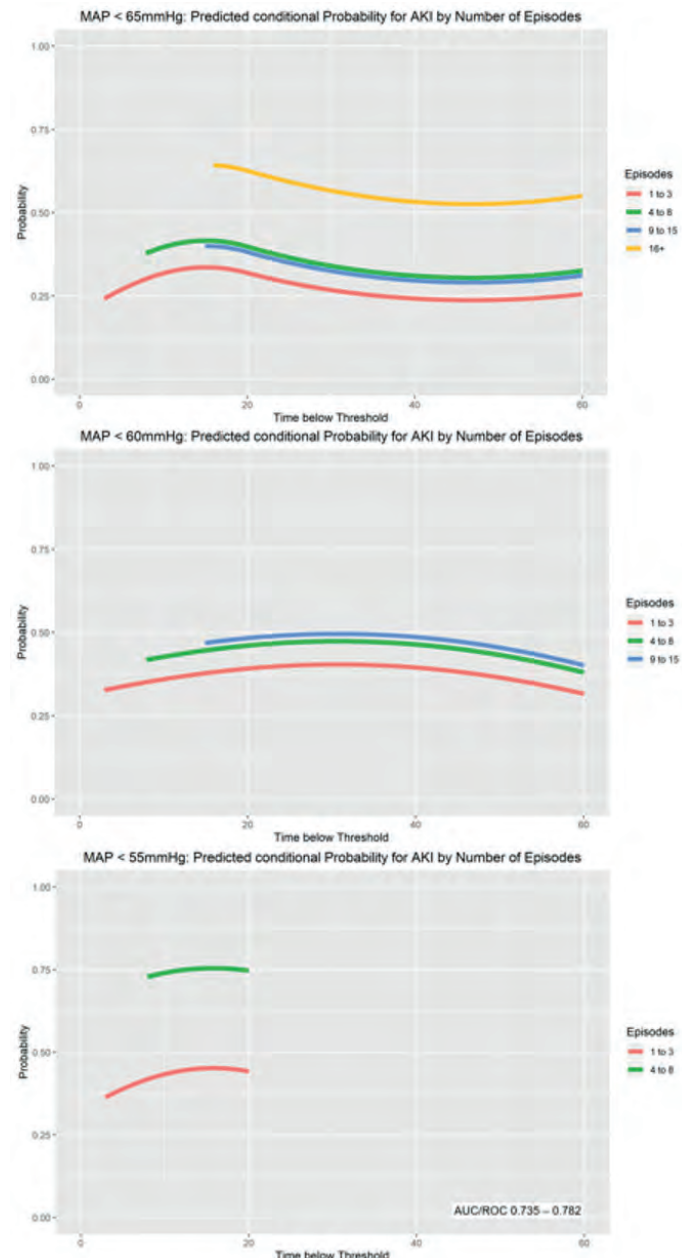 MAP < 65mmHg: Predicted conditional Probability for AKI by Number of Episodes
1.00
0.75
Probability
0.50
0.25
0.00
0
20
40
60
Time below Threshold
Episodes
1 to 3
4 to 8
9 to 15
16+
MAP < 60mmHg: Predicted conditional Probability for AKI by Number of Episodes
1.00
0.75
Probability
0.50
0.25
0.00
0
20
40
60
Time below Threshold
Episodes
1 to 3
4 to 8
9 to 15
MAP < 55mmHg: Predicted conditional Probability for AKI by Number of Episodes
1.00
0.75
Probability
0.50
0.25
0.00
0
20
40
60
Time below Threshold
Episodes
1 to 3
4 to 8
AUC/ROC 0.735 – 0.782